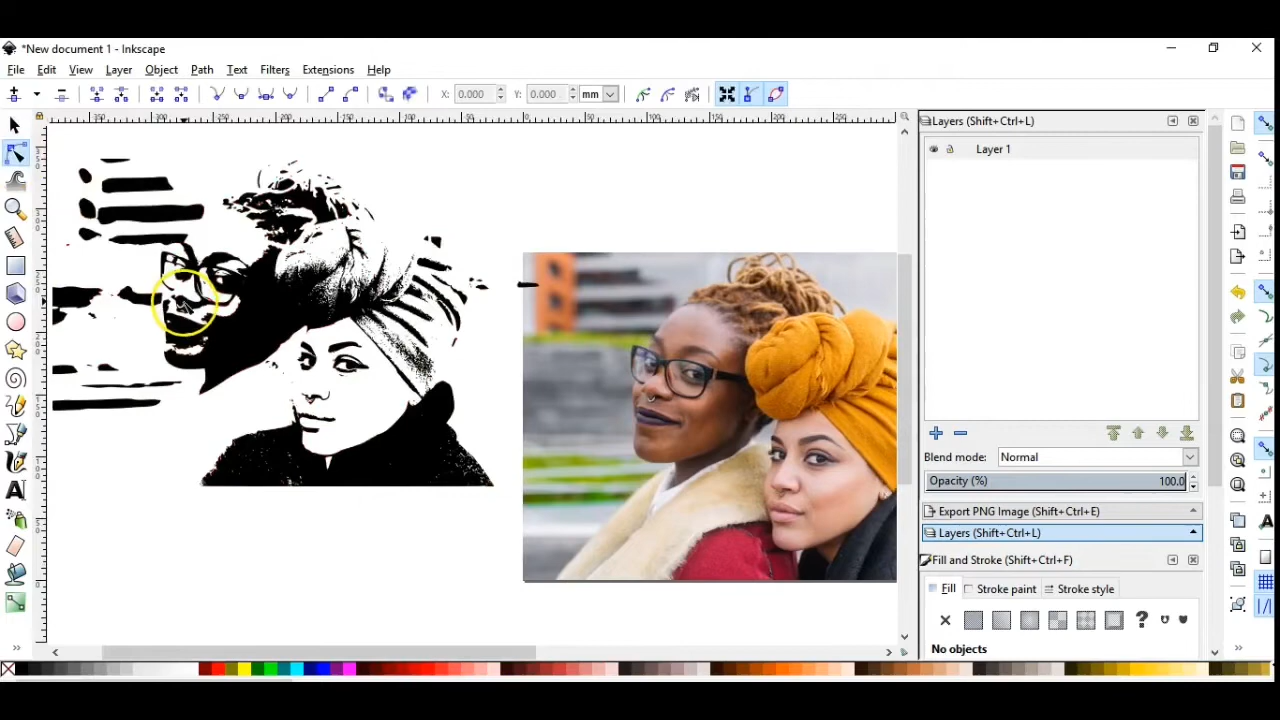 *New document 1 - Inkscape
File Edit View Layer Object Path Text Filters Extensions Help
X: 0.000 Y: 0.000 mm
Layers (Shift+Ctrl+L)
Layer 1
Blend mode: Normal
Opacity (%) 100.0
Export PNG Image (Shift+Ctrl+E)
Layers (Shift+Ctrl+L)
Fill and Stroke (Shift+Ctrl+F)
Fill Stroke paint Stroke style
No objects